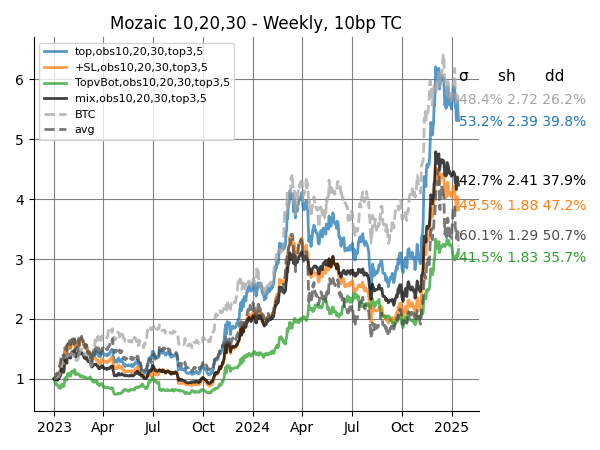 Mozaic 10,20,30 - Weekly, 10bp TC
top,obs10,20,30,top3,5
+SL,obs10,20,30,top3,5
TopvBot,obs10,20,30,top3,5
mix,obs10,20,30,top3,5
BTC
avg
σ sh dd
48.4% 2.72 26.2%
53.2% 2.39 39.8%
42.7% 2.41 37.9%
49.5% 1.88 47.2%
60.1% 1.29 50.7%
41.5% 1.83 35.7%
6
5
4
3
2
1
2023 Apr Jul Oct 2024 Apr Jul Oct 2025